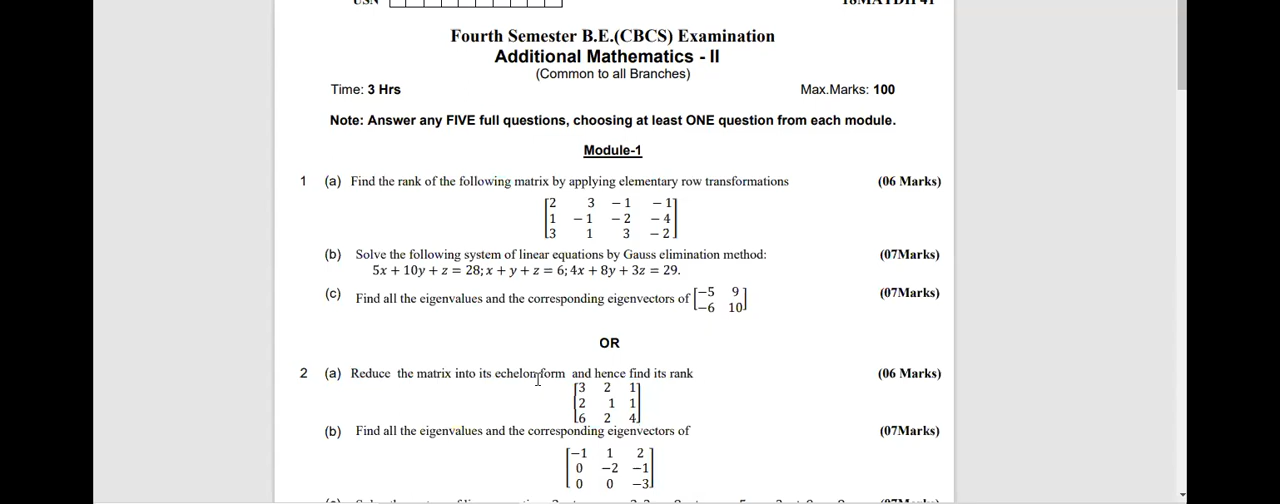 USN 18MATDIP41
Fourth Semester B.E.(CBCS) Examination
Additional Mathematics - II
(Common to all Branches)
Time: 3 Hrs Max.Marks: 100
Note: Answer any FIVE full questions, choosing at least ONE question from each module.
Module-1
1 (a) Find the rank of the following matrix by applying elementary row transformations (06 Marks)
[2 3 −1 −1
1 −1 −2 −4
3 1 3 −2]
(b) Solve the following system of linear equations by Gauss elimination method: (07Marks)
5x + 10y + z = 28; x + y + z = 6; 4x + 8y + 3z = 29.
(c) Find all the eigenvalues and the corresponding eigenvectors of [−5 9 (07Marks)
−6 10]
OR
2 (a) Reduce the matrix into its echelon form and hence find its rank (06 Marks)
[3 2 1
2 1 1
6 2 4]
(b) Find all the eigenvalues and the corresponding eigenvectors of (07Marks)
[−1 1 2
0 −2 −1
0 0 −3]